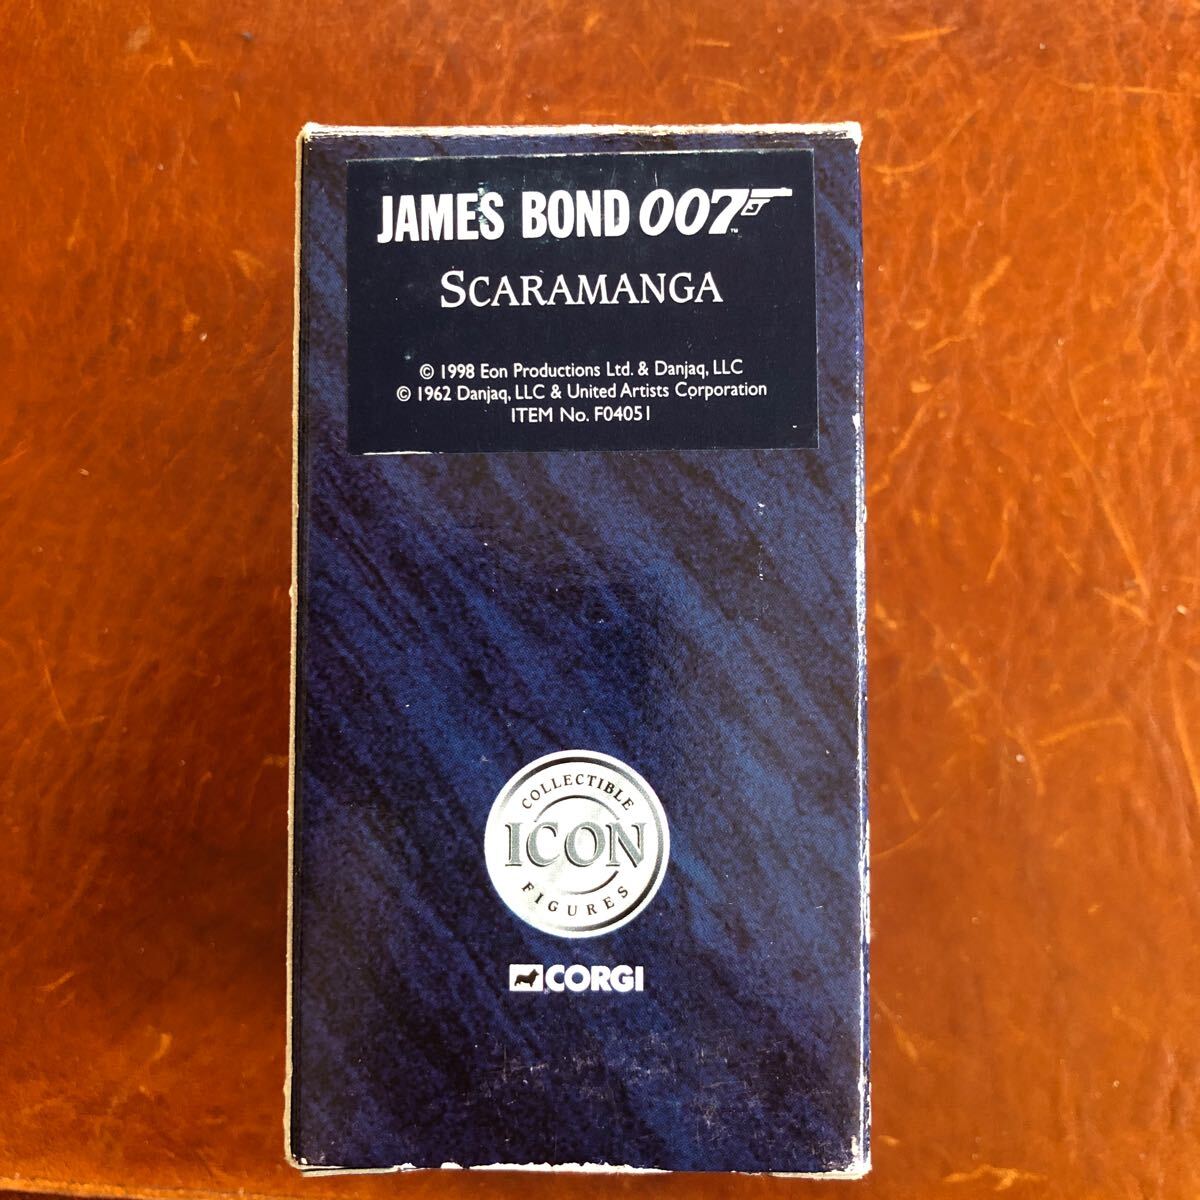 JAMES BOND 007™
SCARAMANGA
© 1998 Eon Productions Ltd. & Danjaq, LLC
© 1962 Danjaq, LLC & United Artists Corporation
ITEM No. F04051
COLLECTIBLE
ICON
FIGURES
CORGI